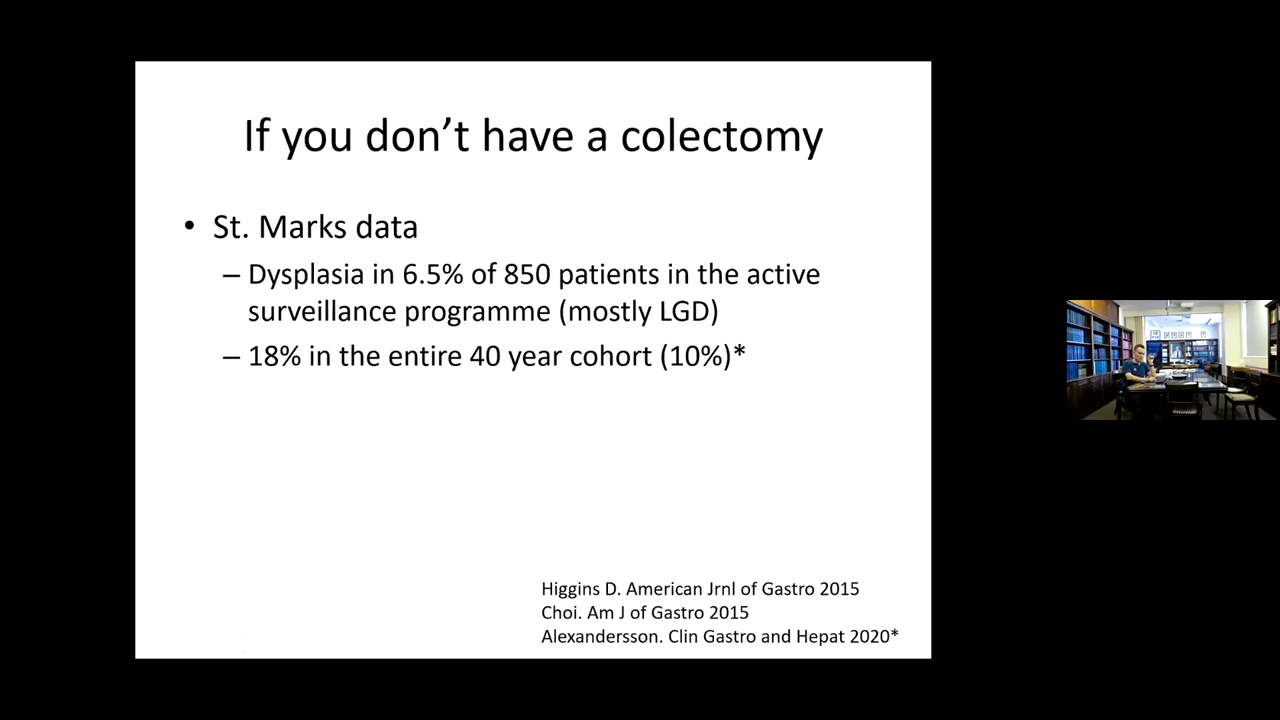 If you don’t have a colectomy
• St. Marks data
– Dysplasia in 6.5% of 850 patients in the active
surveillance programme (mostly LGD)
– 18% in the entire 40 year cohort (10%)*
Higgins D. American Jrnl of Gastro 2015
Choi. Am J of Gastro 2015
Alexandersson. Clin Gastro and Hepat 2020*